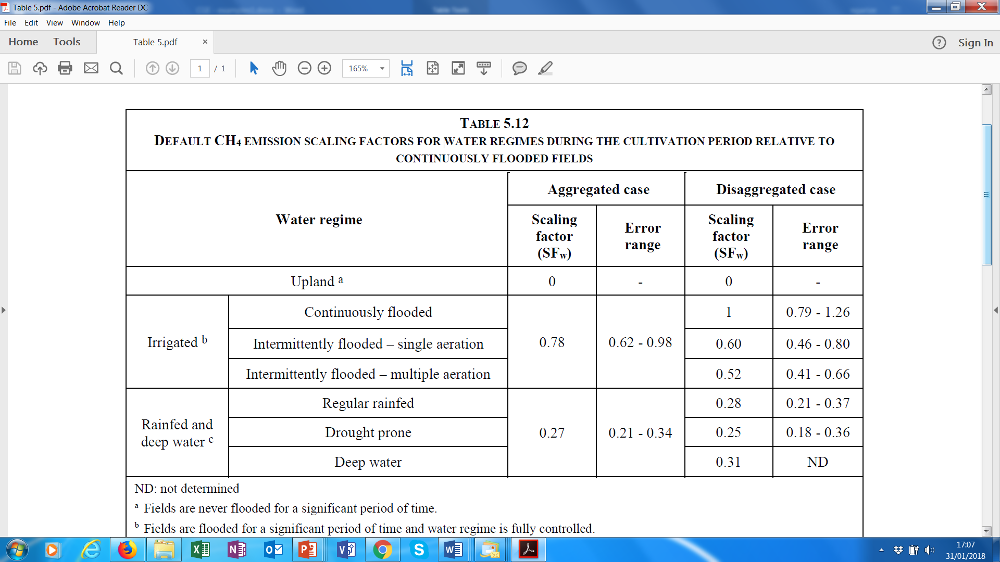 Table 5.pdf - Adobe Acrobat Reader DC
File Edit View Window Help
Home Tools Table 5.pdf × ? Sign In
1 / 1 165%
TABLE 5.12
DEFAULT CH4 EMISSION SCALING FACTORS FOR WATER REGIMES DURING THE CULTIVATION PERIOD RELATIVE TO
CONTINUOUSLY FLOODED FIELDS
Water regime
Aggregated case
Disaggregated case
Scaling factor (SFw)
Error range
Scaling factor (SFw)
Error range
Upland a 0 - 0 -
Irrigated b
Continuously flooded 1 0.79 - 1.26
Intermittently flooded – single aeration 0.78 0.62 - 0.98 0.60 0.46 - 0.80
Intermittently flooded – multiple aeration 0.52 0.41 - 0.66
Rainfed and deep water c
Regular rainfed 0.28 0.21 - 0.37
Drought prone 0.27 0.21 - 0.34 0.25 0.18 - 0.36
Deep water 0.31 ND
ND: not determined
a Fields are never flooded for a significant period of time.
b Fields are flooded for a significant period of time and water regime is fully controlled.
17:07
31/01/2018